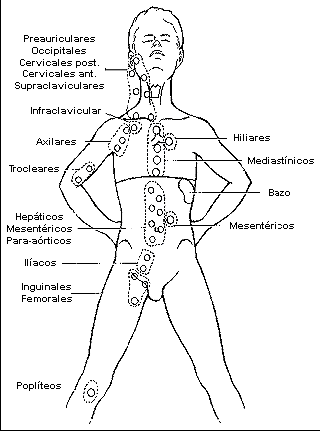 Preauriculares
Occipitales
Cervicales post.
Cervicales ant.
Supraclaviculares
Infraclavicular
Axilares
Trocleares
Hepáticos
Mesentéricos
Para-aórticos
Ilíacos
Inguinales
Femorales
Poplíteos
Hiliares
Mediastínicos
Bazo
Mesentéricos